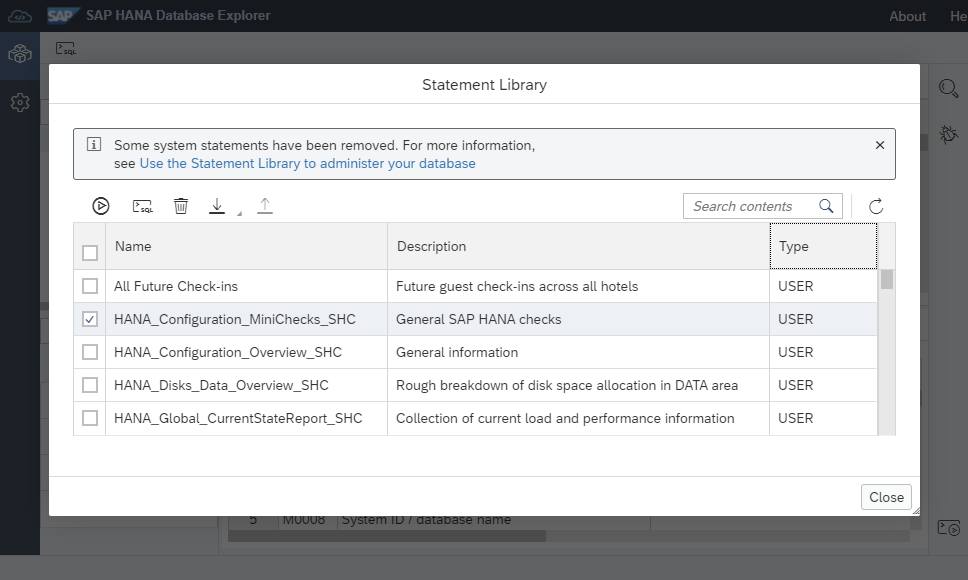 SAP SAP HANA Database Explorer About He
SQL
Statement Library
Some system statements have been removed. For more information,
see Use the Statement Library to administer your database
SQL Search contents
Name Description Type
All Future Check-ins Future guest check-ins across all hotels USER
HANA_Configuration_MiniChecks_SHC General SAP HANA checks USER
HANA_Configuration_Overview_SHC General information USER
HANA_Disks_Data_Overview_SHC Rough breakdown of disk space allocation in DATA area USER
HANA_Global_CurrentStateReport_SHC Collection of current load and performance information USER
Close
5 M0008 System ID / database name